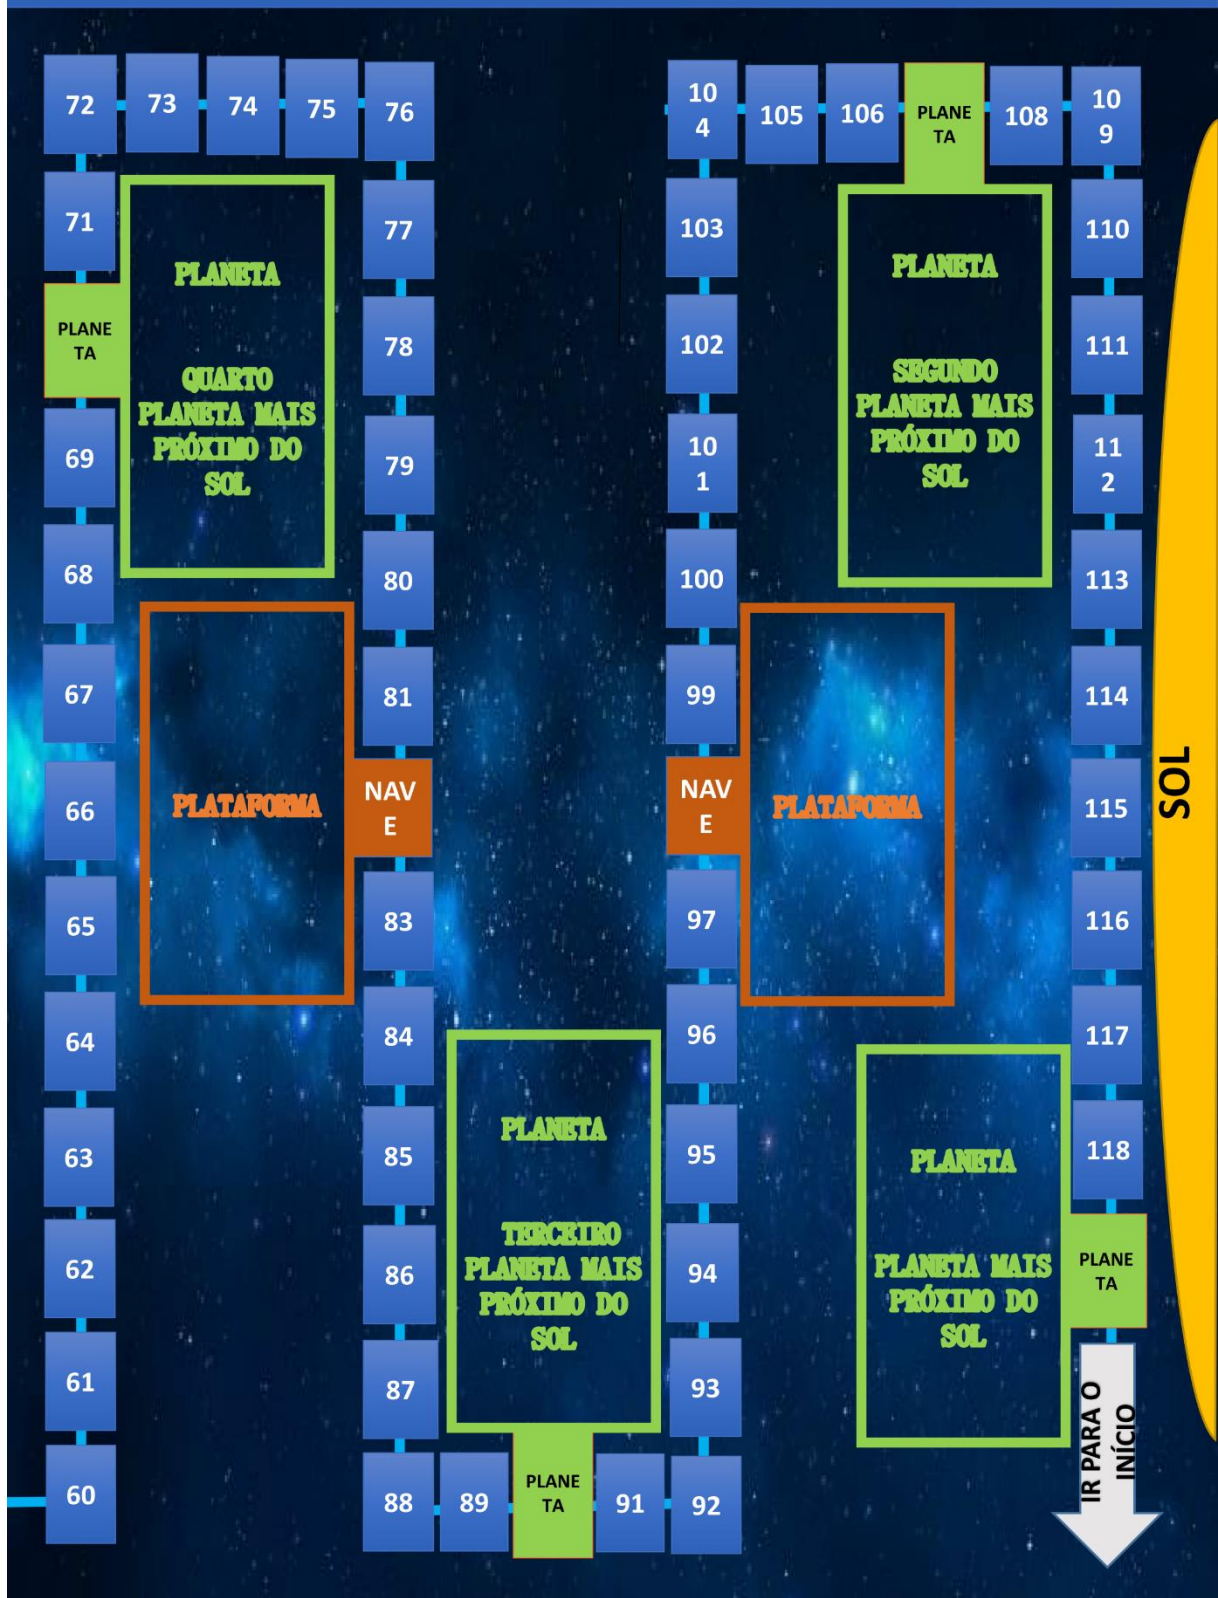 72
73
74
75
76
71
PLANE
TA
69
68
67
66
65
64
63
62
61
60
PLANETA
QUARTO
PLANETA MAIS
PRÓXIMO DO
SOL
77
78
79
80
81
NAV
E
83
84
85
86
87
88
89
PLANE
TA
91
92
PLATAFORMA
PLANETA
TERCEIRO
PLANETA MAIS
PRÓXIMO DO
SOL
93
94
95
96
97
NAV
E
99
100
10
1
102
103
10
4
105
106
PLANE
TA
108
10
9
PLATAFORMA
PLANETA
SEGUNDO
PLANETA MAIS
PRÓXIMO DO
SOL
110
111
11
2
113
114
115
116
117
118
PLANE
TA
PLANETA
PLANETA MAIS
PRÓXIMO DO
SOL
IR PARA O
INÍCIO
SOL